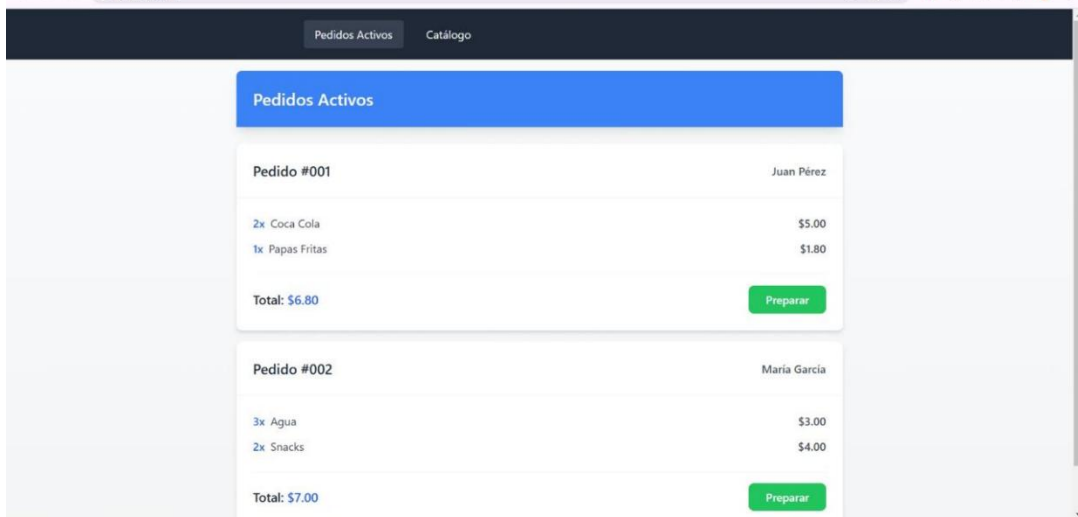 Pedidos Activos Catálogo
Pedidos Activos
Pedido #001 Juan Pérez
2x Coca Cola $5.00
1x Papas Fritas $1.80
Total: $6.80 Preparar
Pedido #002 María García
3x Agua $3.00
2x Snacks $4.00
Total: $7.00 Preparar